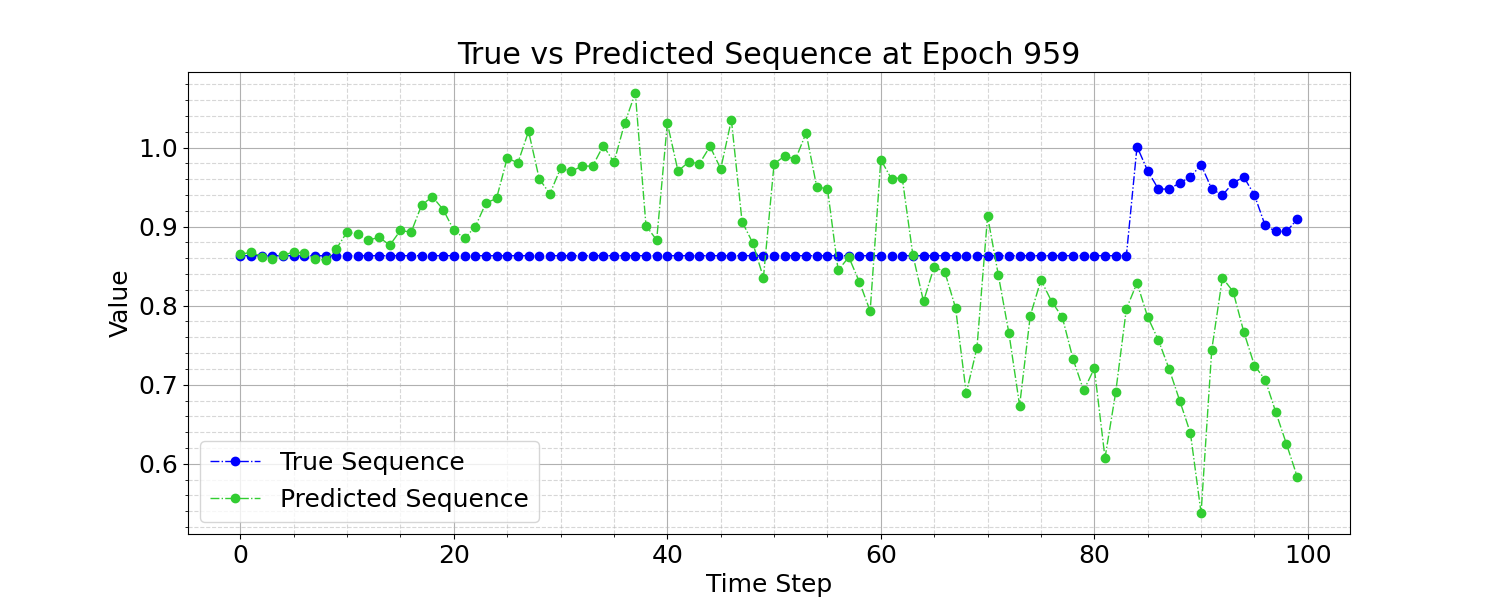 True vs Predicted Sequence at Epoch 959
Value
1.0
0.9
0.8
0.7
0.6
True Sequence
Predicted Sequence
0 20 40 60 80 100
Time Step